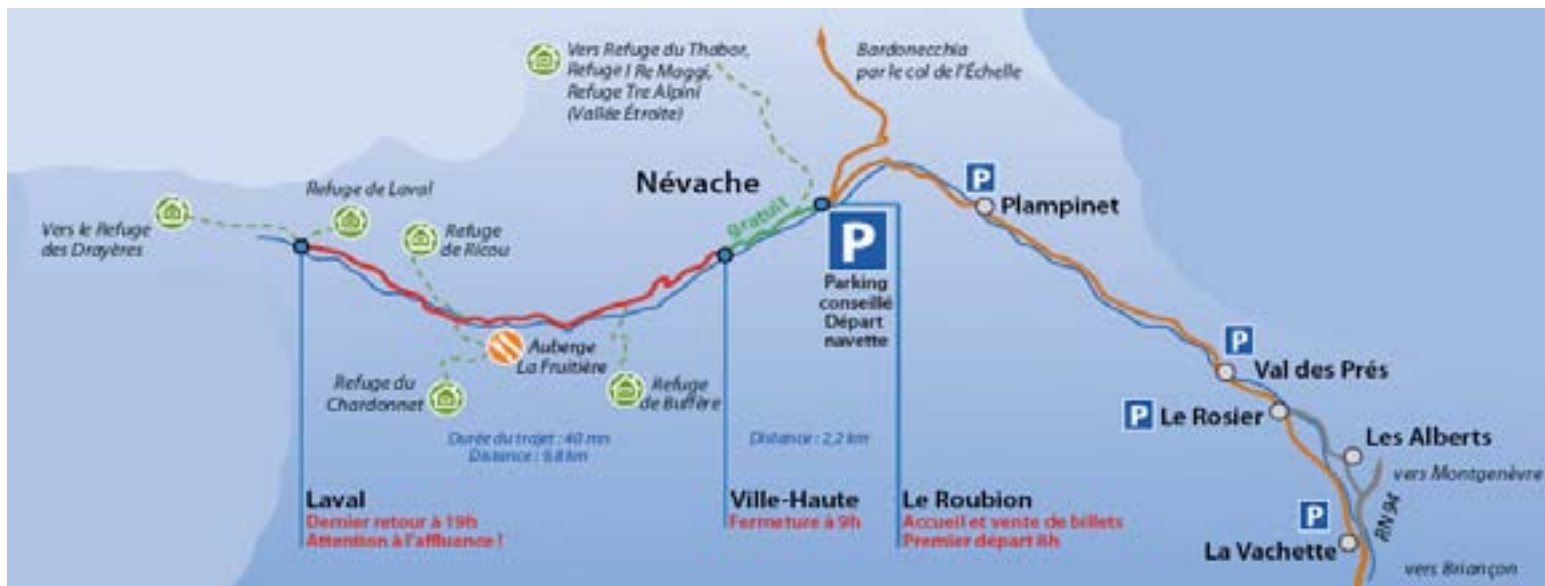 Vers Refuge du Thabor,
Refuge I Re Maggi,
Refuge Tre Alpini
(Vallée Étroite)
Bardonecchia
par le col de l'Échelle
Névache
gratuit
P
Parking
conseillé
Départ
navette
P
Plampinet
Refuge de Laval
Vers le Refuge
des Drayères
Refuge
de Ricou
Auberge
La Fruitière
Refuge du
Chardonnet
Refuge
de Buffère
P
Val des Prés
P
Le Rosier
Les Alberts
vers Montgenèvre
RN 94
P
La Vachette
vers Briançon
Durée du trajet : 40 mn
Distance : 9.8 km
Distance : 2,2 km
Laval
Dernier retour à 19h
Attention à l'affluence !
Ville-Haute
Fermeture à 9h
Le Roubion
Accueil et vente de billets
Premier départ 8h